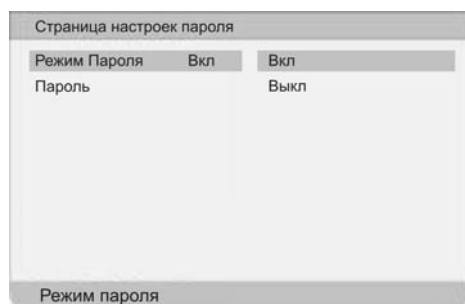 Страница настроек пароля
Режим Пароля Вкл Вкл
Пароль Выкл
Режим пароля